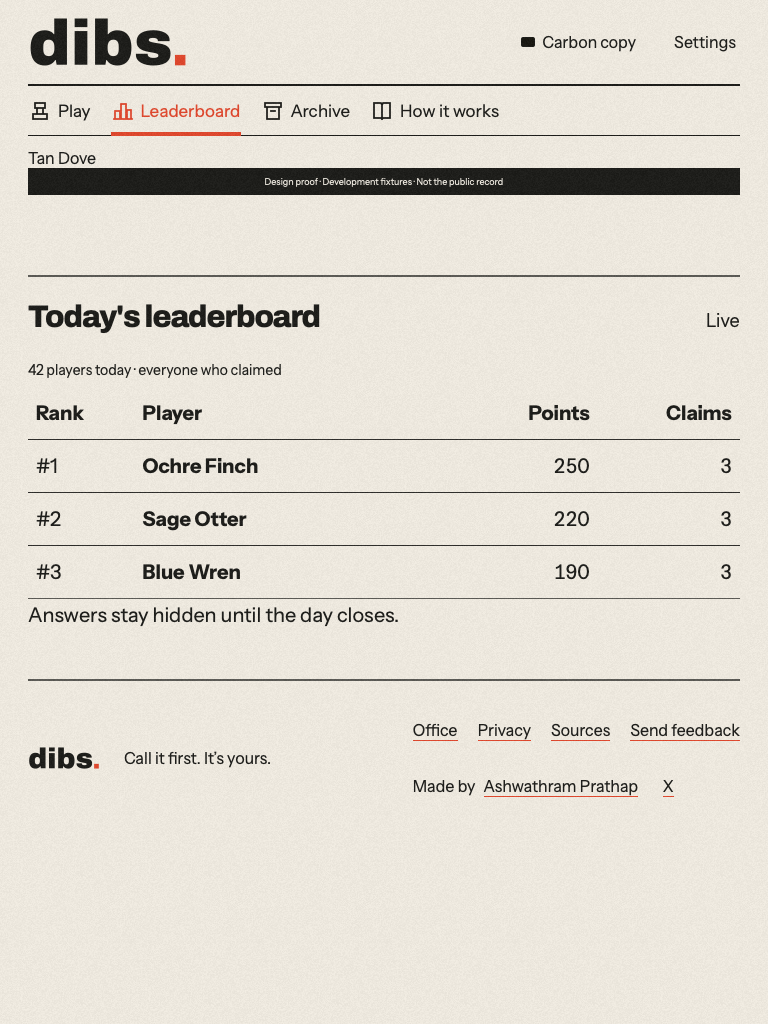 dibs.
Carbon copy Settings
Play Leaderboard Archive How it works
Tan Dove
Design proof · Development fixtures · Not the public record
Today's leaderboard
Live
42 players today · everyone who claimed
Rank Player Points Claims
#1 Ochre Finch 250 3
#2 Sage Otter 220 3
#3 Blue Wren 190 3
Answers stay hidden until the day closes.
Office Privacy Sources Send feedback
dibs. Call it first. It's yours.
Made by Ashwathram Prathap X